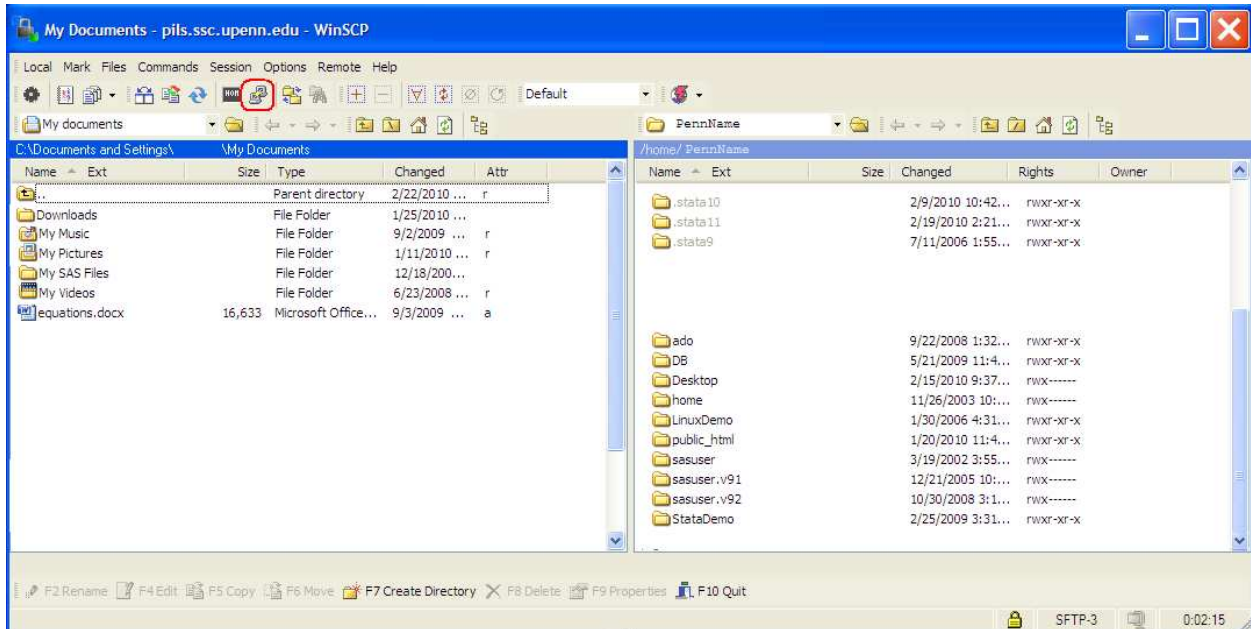 My Documents - pils.ssc.upenn.edu - WinSCP
Local Mark Files Commands Session Options Remote Help
Default
My documents
PennName
C:\Documents and Settings\ \My Documents
/home/ PennName
Name Ext Size Type Changed Attr
Name Ext Size Changed Rights Owner
.. Parent directory 2/22/2010 ... r
Downloads File Folder 1/25/2010 ...
My Music File Folder 9/2/2009 ... r
My Pictures File Folder 1/11/2010 ... r
My SAS Files File Folder 12/18/200...
My Videos File Folder 6/23/2008 ... r
equations.docx 16,633 Microsoft Office... 9/3/2009 ... a
.stata10 2/9/2010 10:42... rwxr-xr-x
.stata11 2/19/2010 2:21... rwxr-xr-x
.stata9 7/11/2006 1:55... rwxr-xr-x
ado 9/22/2008 1:32... rwxr-xr-x
DB 5/21/2009 11:4... rwxr-xr-x
Desktop 2/15/2010 9:37... rwx------
home 11/26/2003 10:... rwx------
LinuxDemo 1/30/2006 4:31... rwxr-xr-x
public_html 1/20/2010 11:4... rwxr-xr-x
sasuser 3/19/2002 3:55... rwx------
sasuser.v91 12/21/2005 10:... rwx------
sasuser.v92 10/30/2008 3:1... rwx------
StataDemo 2/25/2009 3:31... rwxr-xr-x
F2 Rename F4 Edit F5 Copy F6 Move F7 Create Directory F8 Delete F9 Properties F10 Quit
SFTP-3 0:02:15